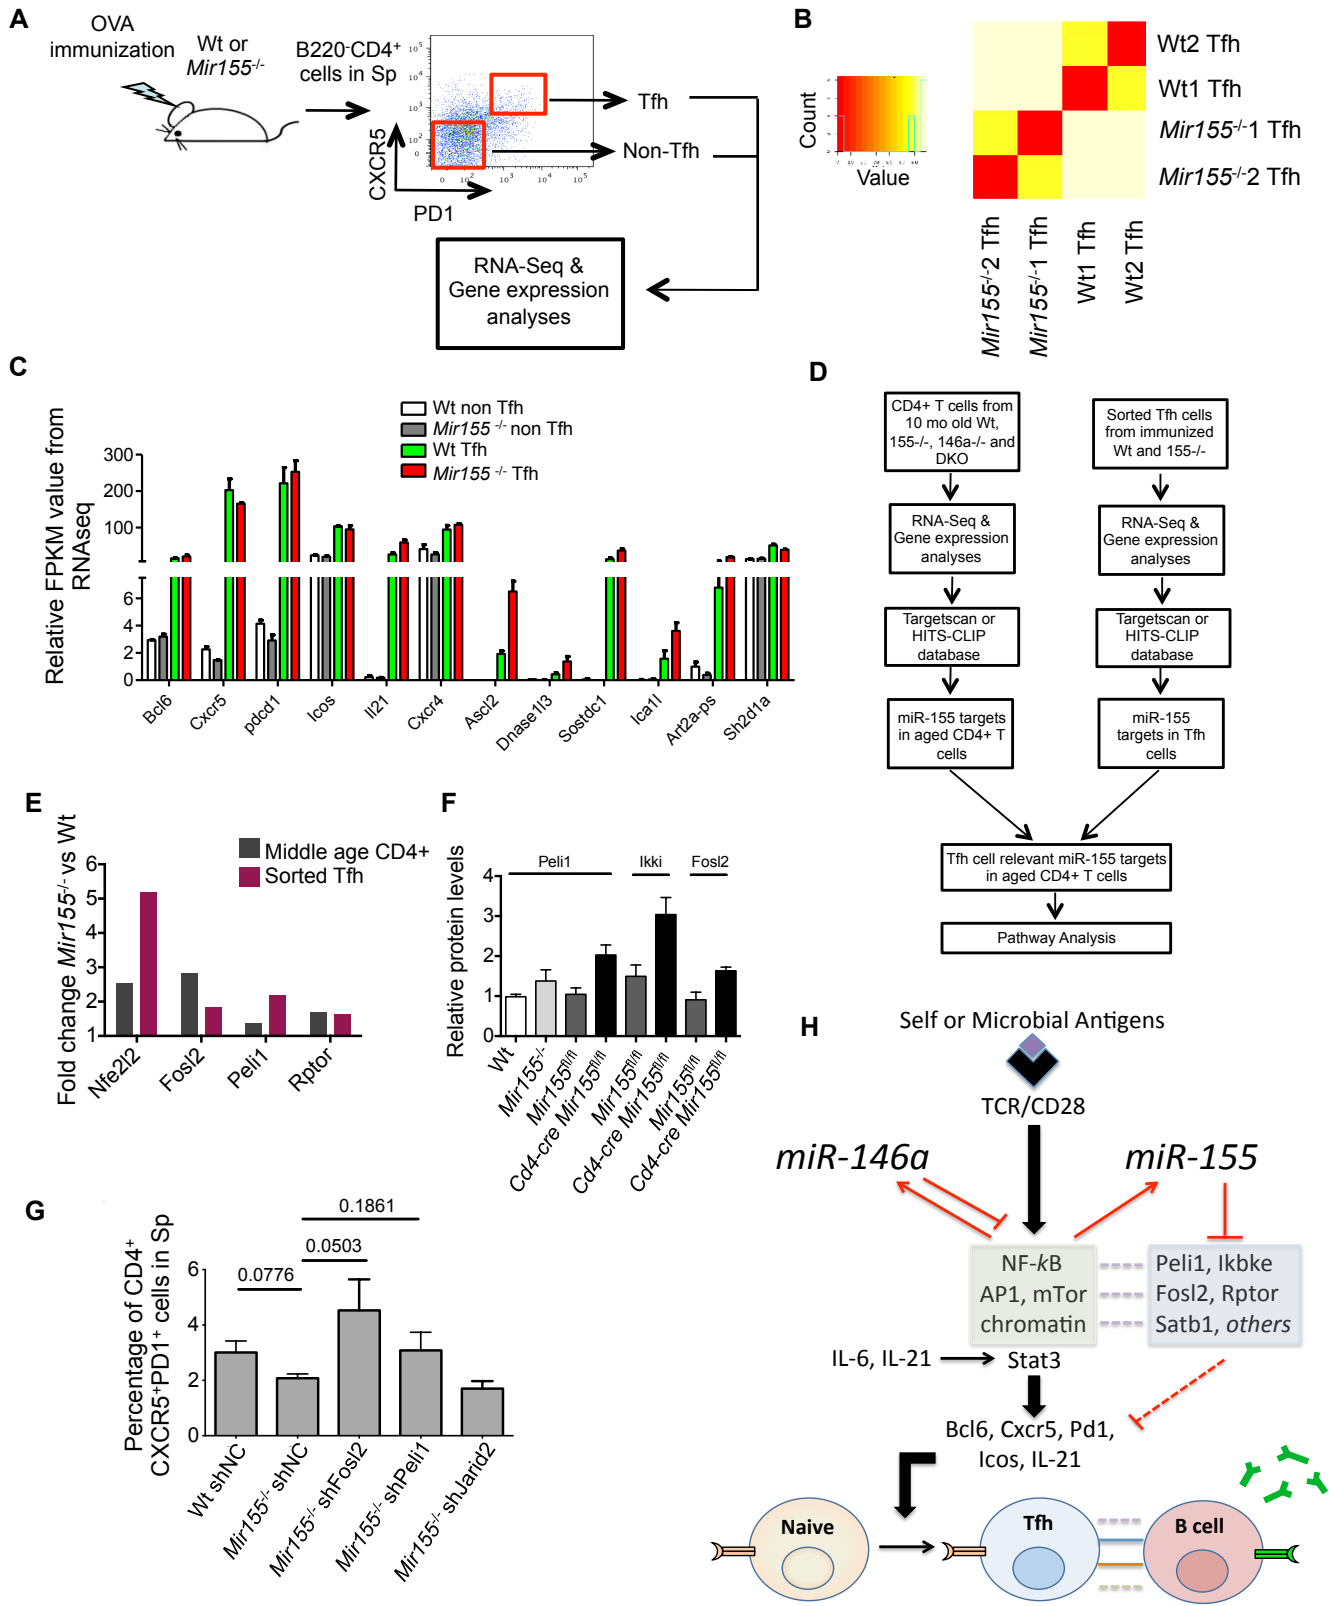 A
OVA
immunization
Wt or
Mir155-/-
B220-CD4+
cells in Sp
10⁵
10⁴
10³
10²
0
0 10² 10³ 10⁴ 10⁵
CXCR5
PD1
Tfh
Non-Tfh
RNA-Seq &
Gene expression
analyses
B
Count
Value
Wt2 Tfh
Wt1 Tfh
Mir155-/-1 Tfh
Mir155-/-2 Tfh
Mir155-/-2 Tfh
Mir155-/-1 Tfh
Wt1 Tfh
Wt2 Tfh
C
Relative FPKM value from
RNAseq
Wt non Tfh
Mir155 -/- non Tfh
Wt Tfh
Mir155 -/- Tfh
300
200
100
6
4
2
0
Bcl6
Cxcr5
pdcd1
Icos
Il21
Cxcr4
Ascl2
Dnase1l3
Sostdc1
Ica1l
Art2a-ps
Sh2d1a
D
CD4+ T cells from
10 mo old Wt,
155-/-, 146a-/- and
DKO
RNA-Seq &
Gene expression
analyses
Targetscan or
HITS-CLIP
database
miR-155 targets
in aged CD4+ T
cells
Sorted Tfh cells
from immunized
Wt and 155-/-
RNA-Seq &
Gene expression
analyses
Targetscan or
HITS-CLIP
database
miR-155
targets in Tfh
cells
Tfh cell relevant miR-155 targets
in aged CD4+ T cells
Pathway Analysis
E
Fold change Mir155-/- vs Wt
Middle age CD4+
Sorted Tfh
6
5
4
3
2
1
Nfe2l2
Fosl2
Peli1
Rptor
F
Relative protein levels
Peli1
Ikki
Fosl2
4
3
2
1
0
Wt
Mir155-/-
Mir155fl/fl
Cd4-cre Mir155fl/fl
Mir155fl/fl
Cd4-cre Mir155fl/fl
Mir155fl/fl
Cd4-cre Mir155fl/fl
G
Percentage of CD4+
CXCR5+PD1+ cells in Sp
0.1861
0.0503
0.0776
6
4
2
0
Wt shNC
Mir155-/- shNC
Mir155-/- shFosl2
Mir155-/- shPeli1
Mir155-/- shJarid2
H
Self or Microbial Antigens
TCR/CD28
miR-146a
miR-155
NF-kB
AP1, mTor
chromatin
Peli1, Ikbke
Fosl2, Rptor
Satb1, others
IL-6, IL-21
Stat3
Bcl6, Cxcr5, Pd1,
Icos, IL-21
Naive
Tfh
B cell